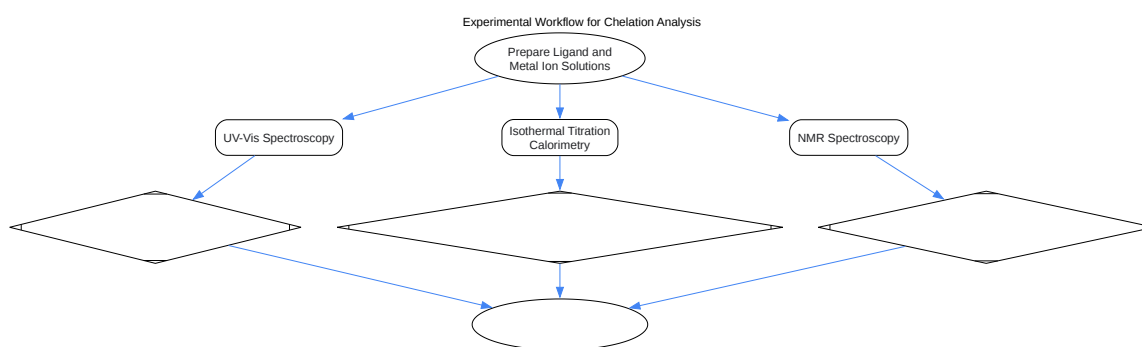 Experimental Workflow for Chelation Analysis
Prepare Ligand and
Metal Ion Solutions
UV-Vis Spectroscopy
Isothermal Titration
Calorimetry
NMR Spectroscopy